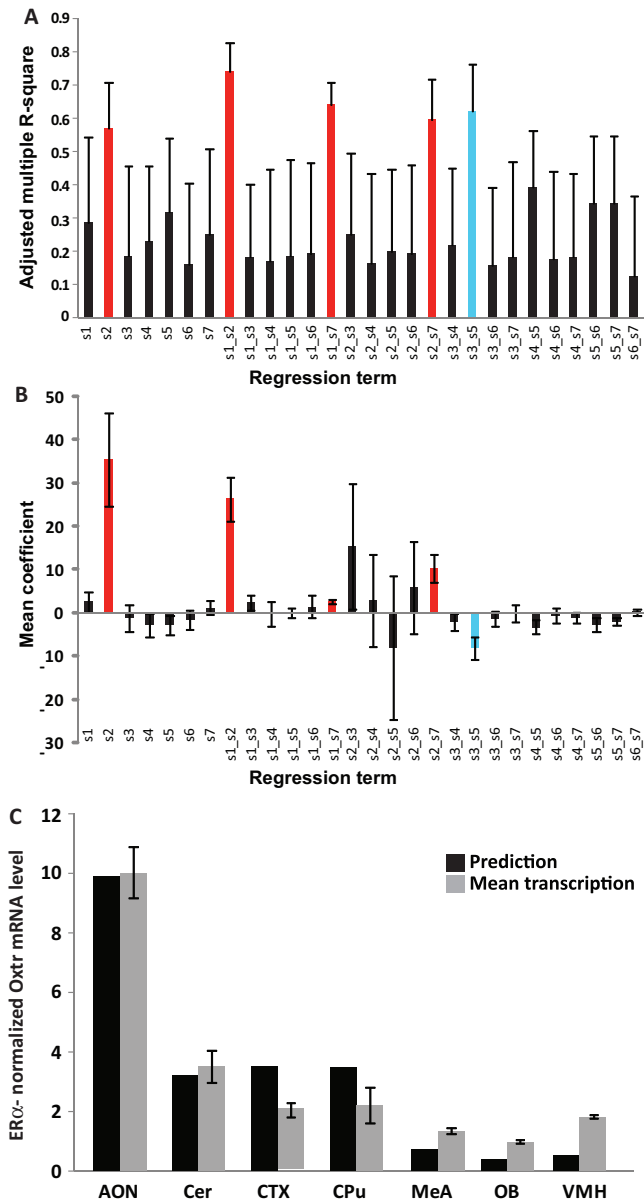 A
Adjusted multiple R-square
0.9
0.8
0.7
0.6
0.5
0.4
0.3
0.2
0.1
0
s1
s2
s3
s4
s5
s6
s7
s1_s2
s1_s3
s1_s4
s1_s5
s1_s6
s1_s7
s2_s3
s2_s4
s2_s5
s2_s6
s2_s7
s3_s4
s3_s5
s3_s6
s3_s7
s4_s5
s4_s6
s4_s7
s5_s6
s5_s7
s6_s7
Regression term
B
Mean coefficient
50
40
30
20
10
0
-10
-20
-30
s1
s2
s3
s4
s5
s6
s7
s1_s2
s1_s3
s1_s4
s1_s5
s1_s6
s1_s7
s2_s3
s2_s4
s2_s5
s2_s6
s2_s7
s3_s4
s3_s5
s3_s6
s3_s7
s4_s5
s4_s6
s4_s7
s5_s6
s5_s7
s6_s7
Regression term
C
ERα- normalized Oxtr mRNA level
12
10
8
6
4
2
0
Prediction
Mean transcription
AON Cer CTX CPu MeA OB VMH